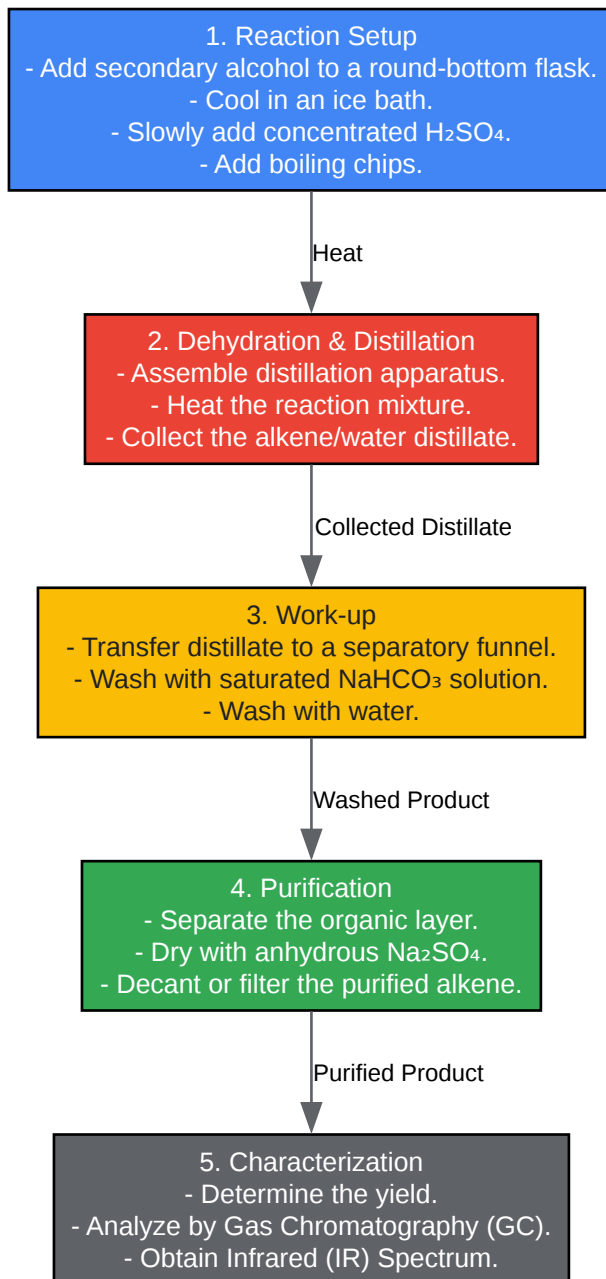 1. Reaction Setup
- Add secondary alcohol to a round-bottom flask.
- Cool in an ice bath.
- Slowly add concentrated H₂SO₄.
- Add boiling chips.
Heat
2. Dehydration & Distillation
- Assemble distillation apparatus.
- Heat the reaction mixture.
- Collect the alkene/water distillate.
Collected Distillate
3. Work-up
- Transfer distillate to a separatory funnel.
- Wash with saturated NaHCO₃ solution.
- Wash with water.
Washed Product
4. Purification
- Separate the organic layer.
- Dry with anhydrous Na₂SO₄.
- Decant or filter the purified alkene.
Purified Product
5. Characterization
- Determine the yield.
- Analyze by Gas Chromatography (GC).
- Obtain Infrared (IR) Spectrum.